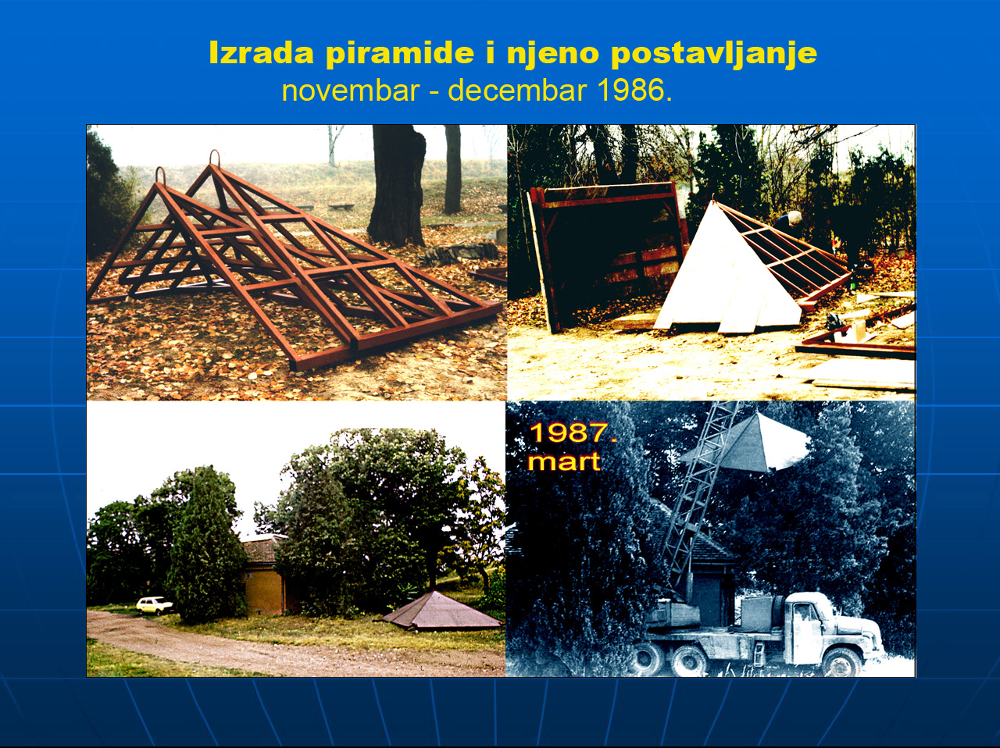 Izrada piramide i njeno postavljanje
novembar - decembar 1986.
1987.
mart